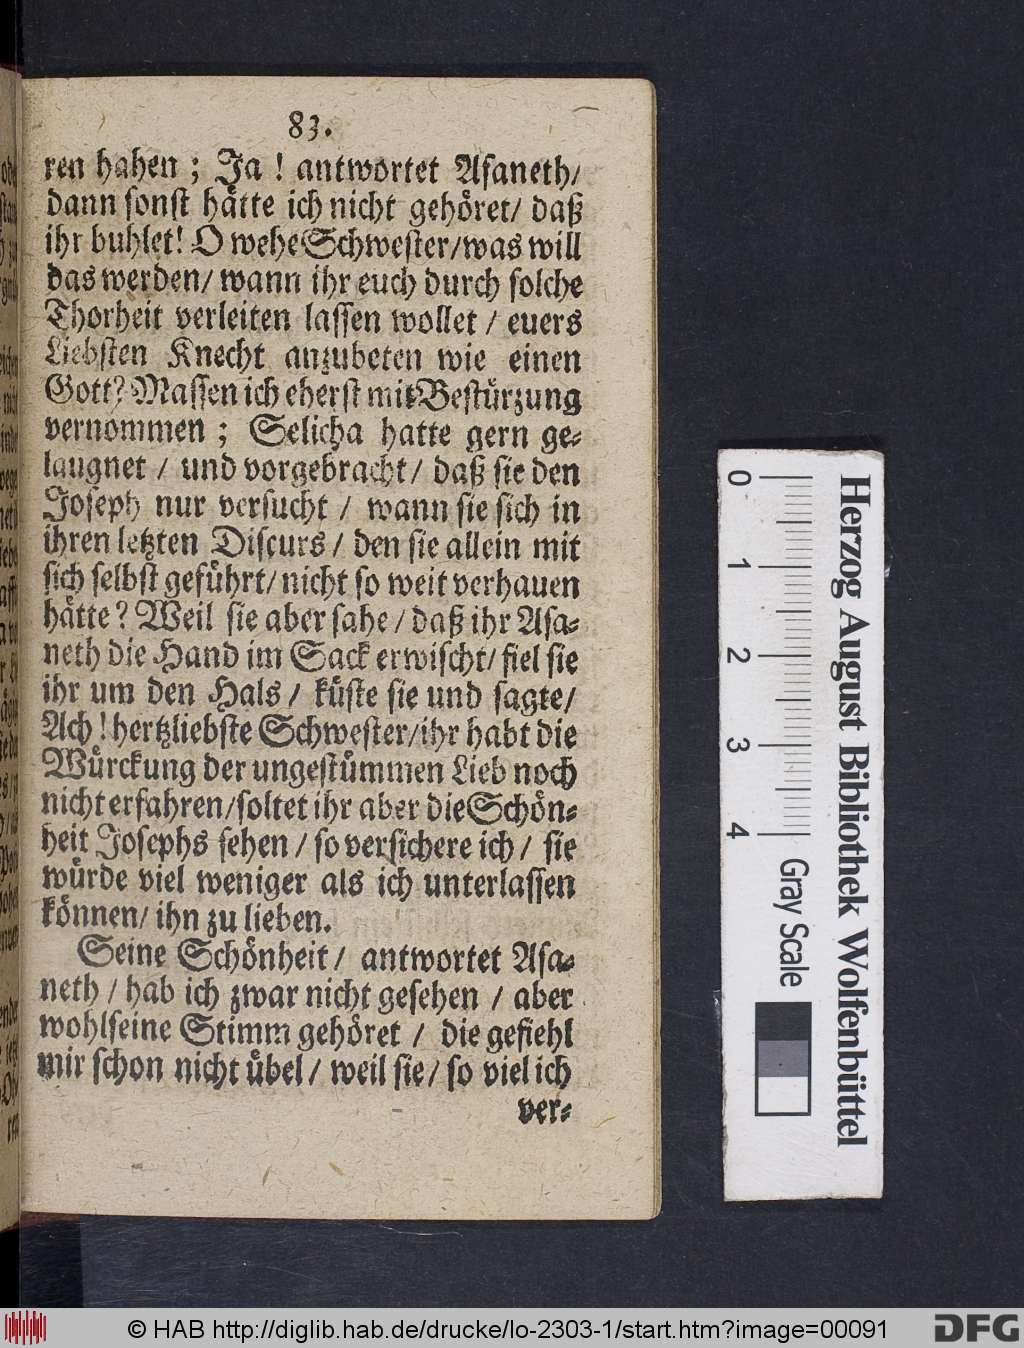 83.
ren hahen ; Ja ! antwortet Asaneth/
dann sonst hätte ich nicht gehöret/ daß
ihr buhlet! O wehe Schwester/was will
das werden/ wann ihr euch durch solche
Thorheit verleiten lassen wollet / euers
Liebsten Knecht anzubeten wie einen
Gott? Massen ich eherst mit Bestürzung
vernommen ; Selicha hatte gern ge-
laugnet / und vorgebracht/ daß sie den
Joseph nur versucht / wann sie sich in
ihren letzten Discurs / den sie allein mit
sich selbst geführt/ nicht so weit verhauen
hätte? Weil sie aber sahe / daß ihr Asa-
neth die Hand im Sack erwischt/ fiel sie
ihr um den Hals / küste sie und sagte/
Ach ! hertzliebste Schwester/ihr habt die
Würckung der ungestümmen Lieb noch
nicht erfahren/soltet ihr aber die Schön-
heit Josephs sehen / so versichere ich / sie
würde viel weniger als ich unterlassen
können/ ihn zu lieben.
Seine Schönheit / antwortet Asa-
neth / hab ich zwar nicht gesehen / aber
wohlseine Stimm gehöret / die gefiehl
mir schon nicht übel / weil sie/ so viel ich
ver-
Herzog August Bibliothek Wolfenbüttel
0 1 2 3 4
Gray Scale
© HAB http://diglib.hab.de/drucke/lo-2303-1/start.htm?image=00091
DFG